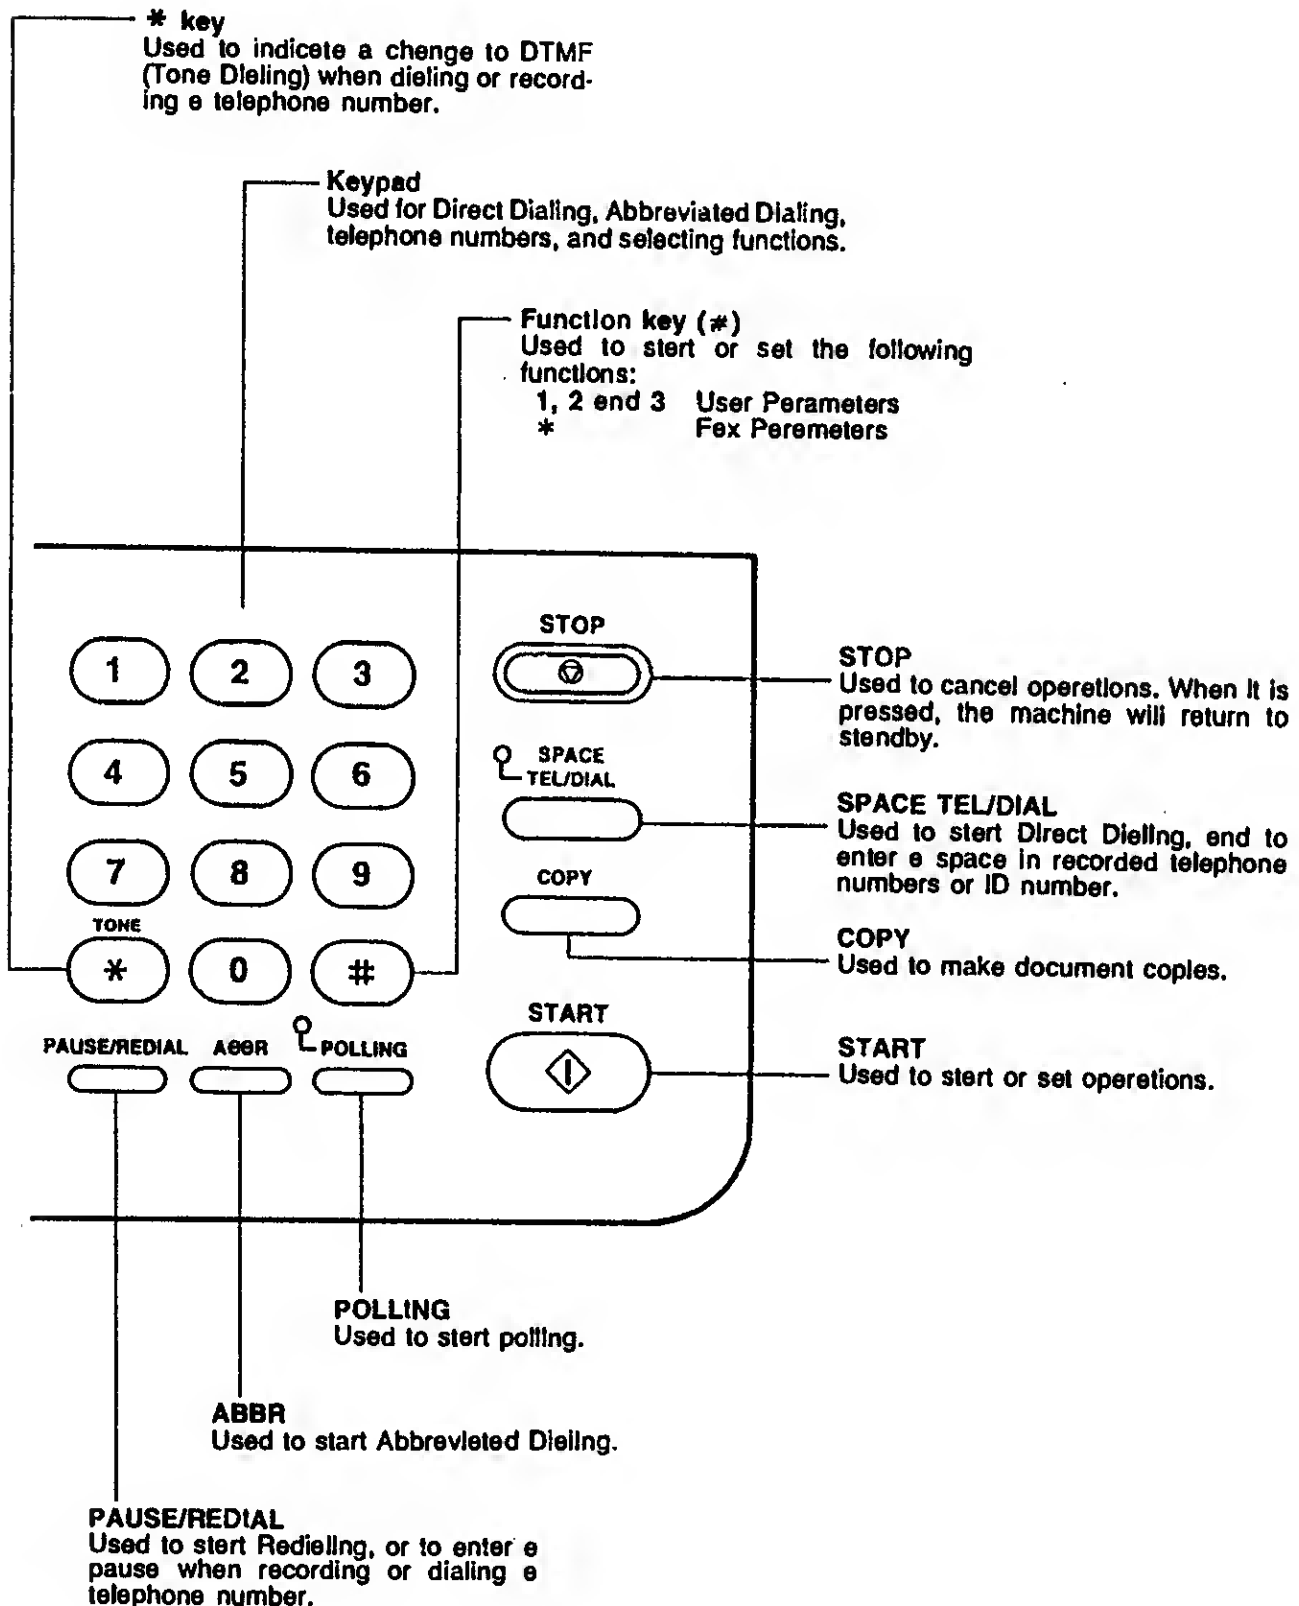 * key
Used to indicete a chenge to DTMF
(Tone Dieling) when dieling or record-
ing e telephone number.
Keypad
Used for Direct Dialing, Abbreviated Dialing,
telephone numbers, and selecting functions.
Function key (#)
Used to stert or set the following
functions:
1, 2 end 3 User Perameters
* Fex Peremeters
1 2 3
4 5 6
7 8 9
TONE
* 0 #
PAUSE/REDIAL ABBR POLLING
STOP
SPACE
TEL/DIAL
COPY
START
STOP
Used to cancel operetions. When it is
pressed, the machine will return to
stendby.
SPACE TEL/DIAL
Used to stert Direct Dieling, end to
enter e space in recorded telephone
numbers or ID number.
COPY
Used to make document copies.
START
Used to stert or set operetions.
POLLING
Used to stert polling.
ABBR
Used to start Abbrevieted Dieling.
PAUSE/REDIAL
Used to stert Redieling, or to enter e
pause when recording or dialing e
telephone number.